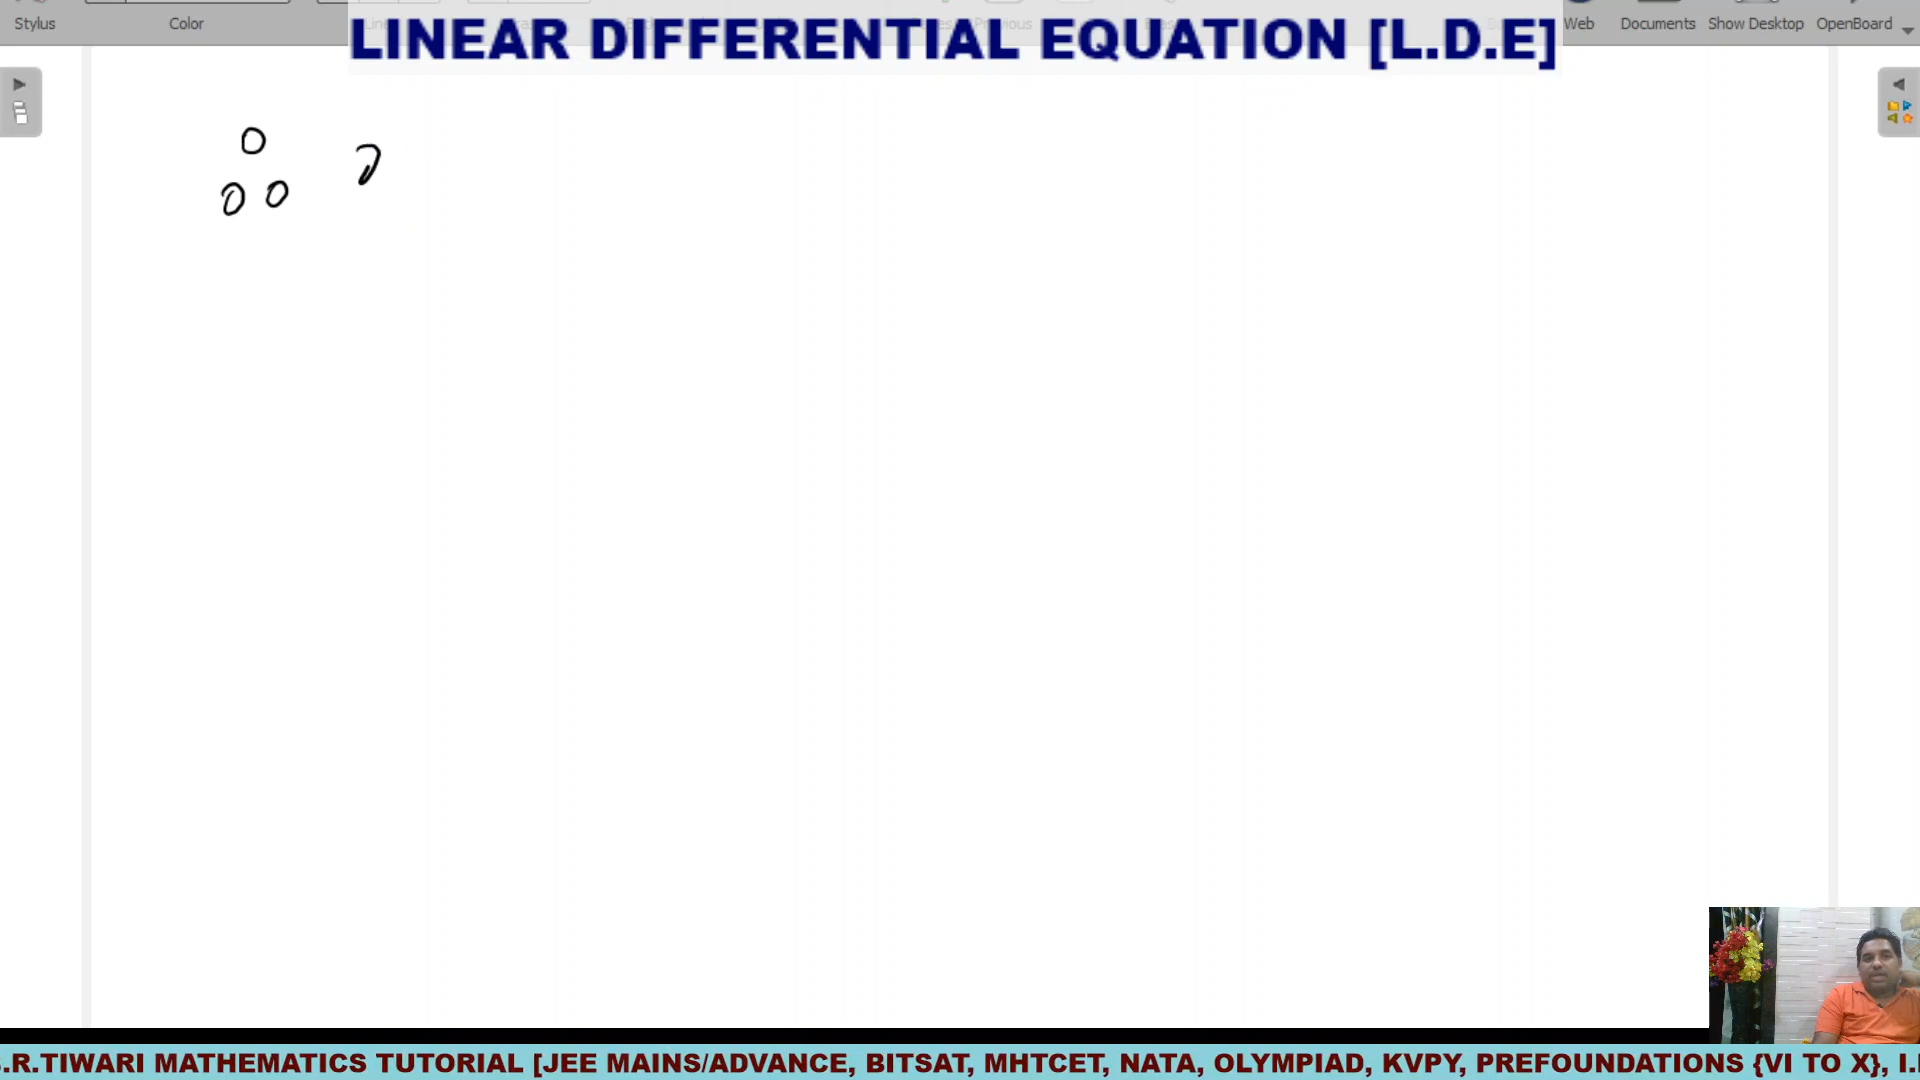 LINEAR DIFFERENTIAL EQUATION [L.D.E]
Stylus Color Web Documents Show Desktop OpenBoard
.R.TIWARI MATHEMATICS TUTORIAL [JEE MAINS/ADVANCE, BITSAT, MHTCET, NATA, OLYMPIAD, KVPY, PREFOUNDATIONS {VI TO X}, I.